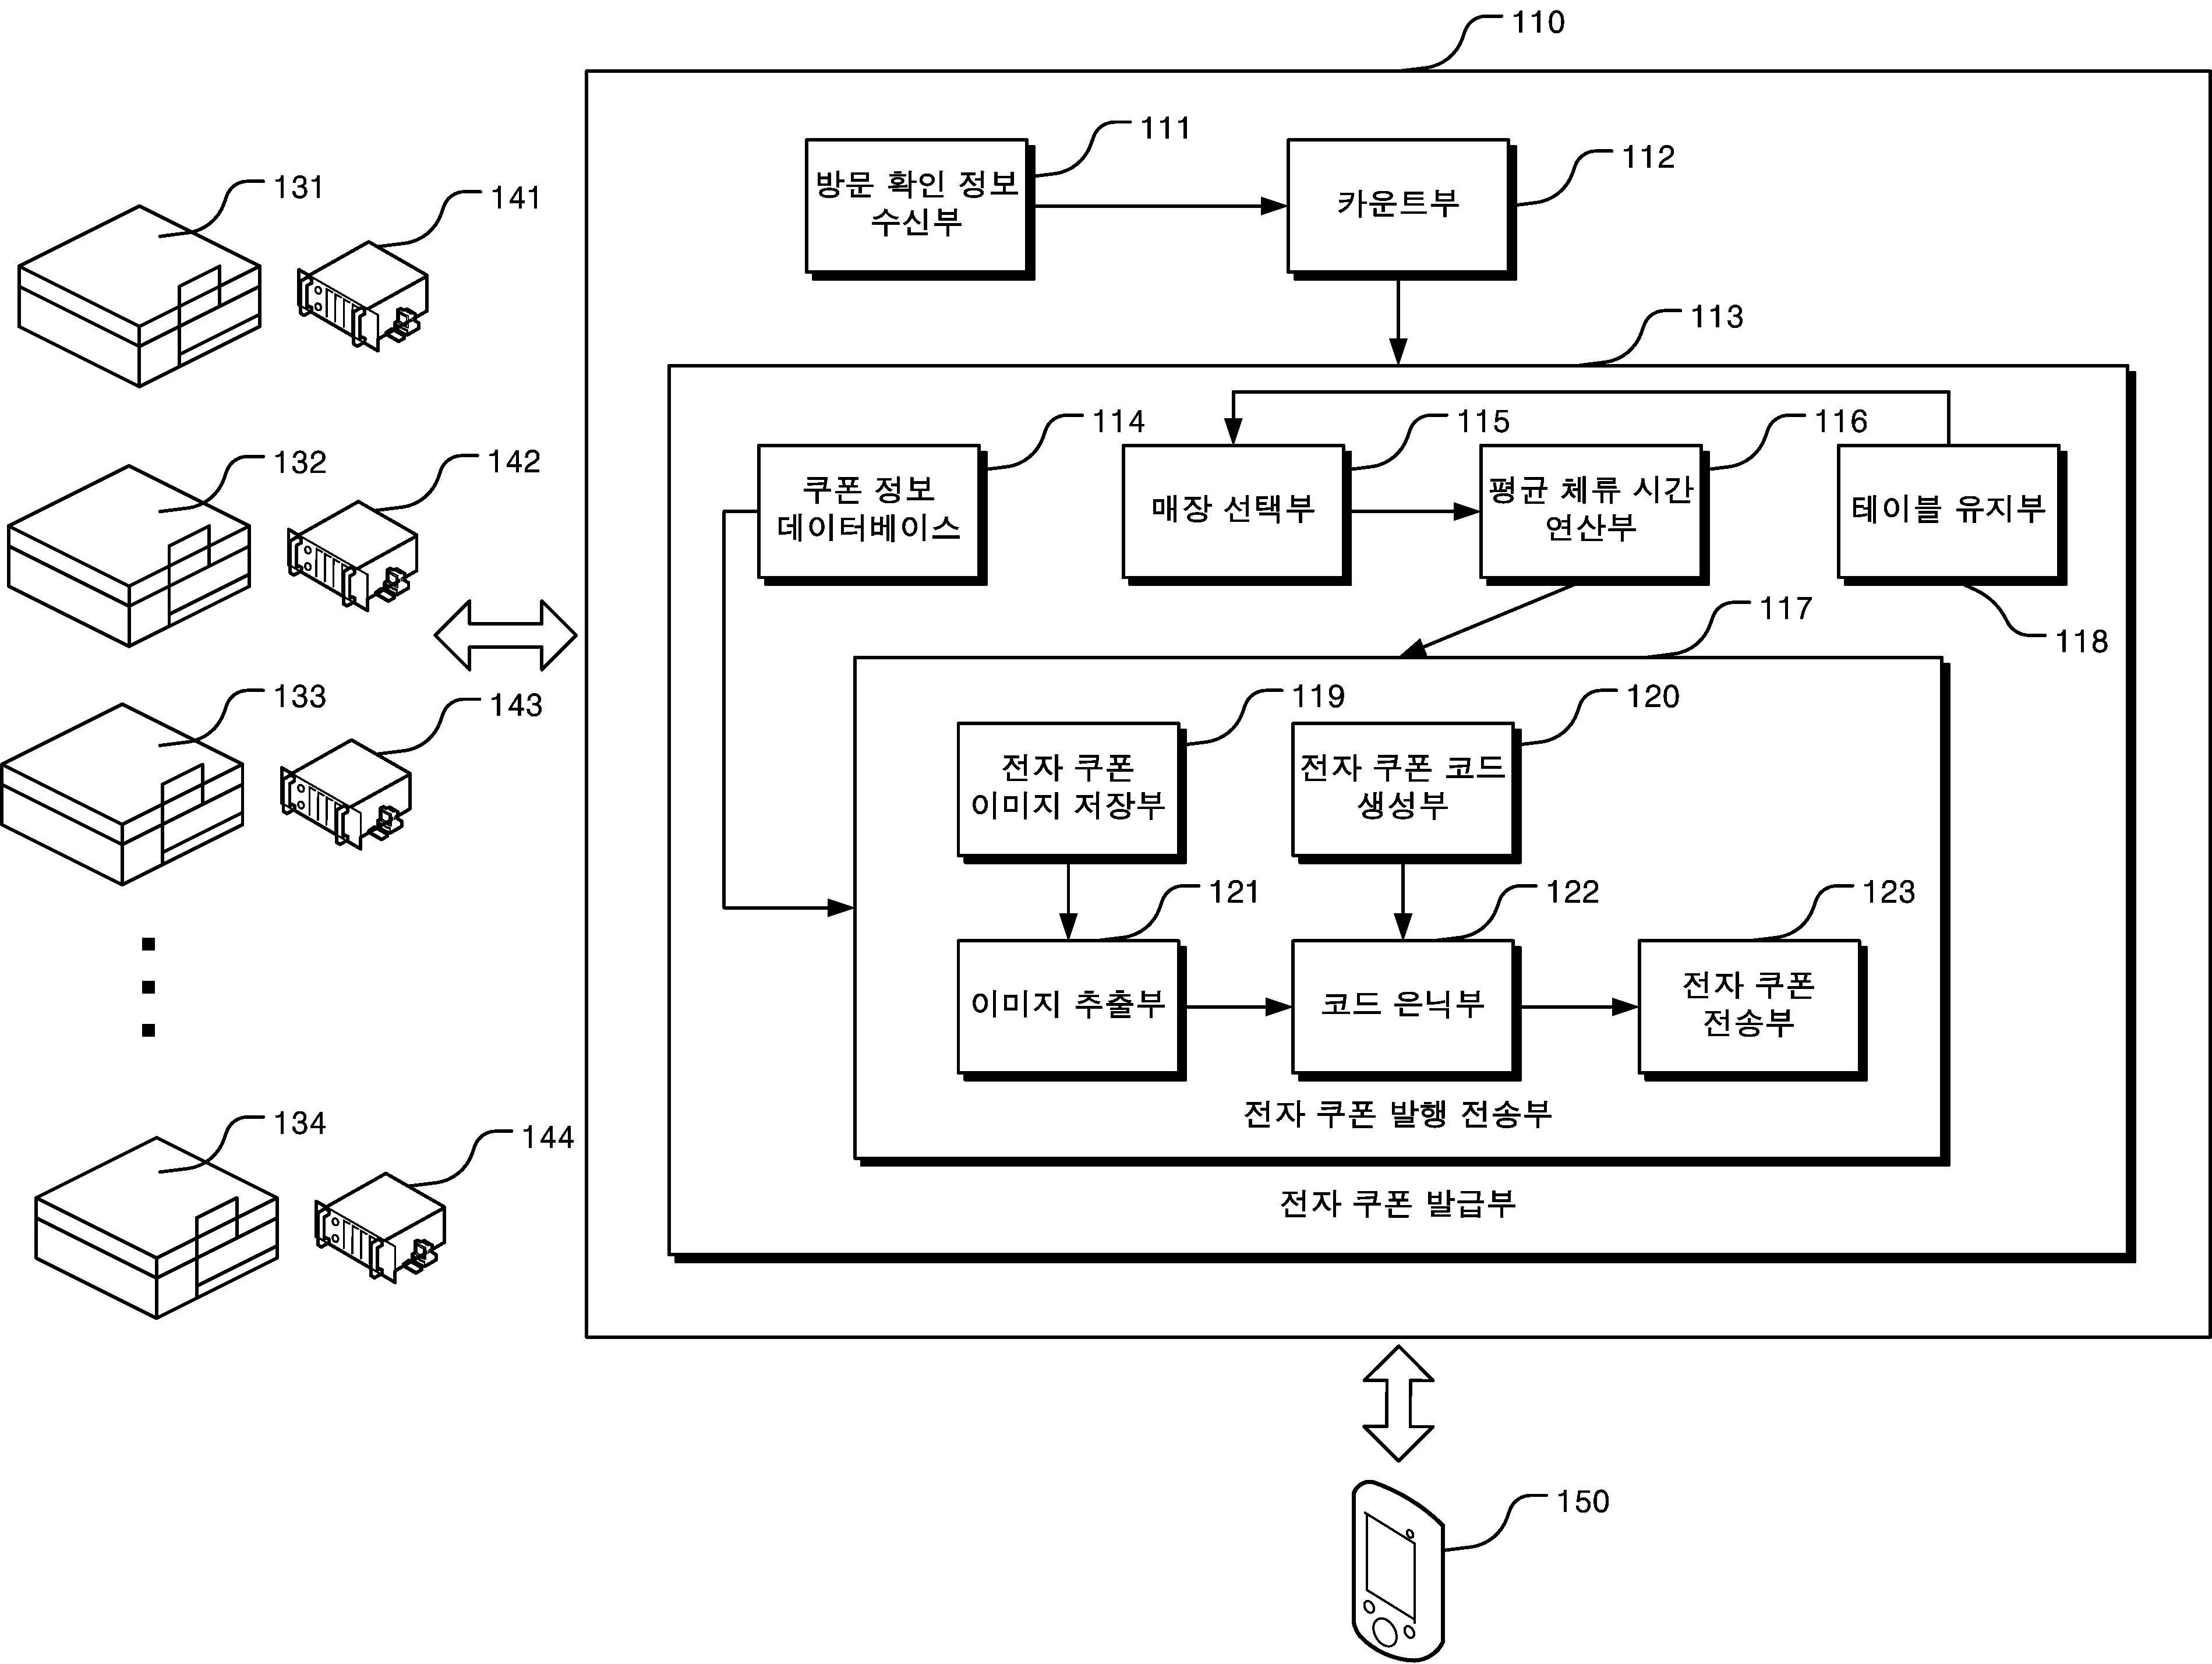 110
111
방문 확인 정보
수신부
112
카운트부
131
141
113
114
쿠폰 정보
데이터베이스
115
매장 선택부
116
평균 체류 시간
연산부
테이블 유지부
118
132
142
117
133
143
119
전자 쿠폰
이미지 저장부
120
전자 쿠폰 코드
생성부
121
이미지 추출부
122
코드 은닉부
123
전자 쿠폰
전송부
전자 쿠폰 발행 전송부
134
144
전자 쿠폰 발급부
150